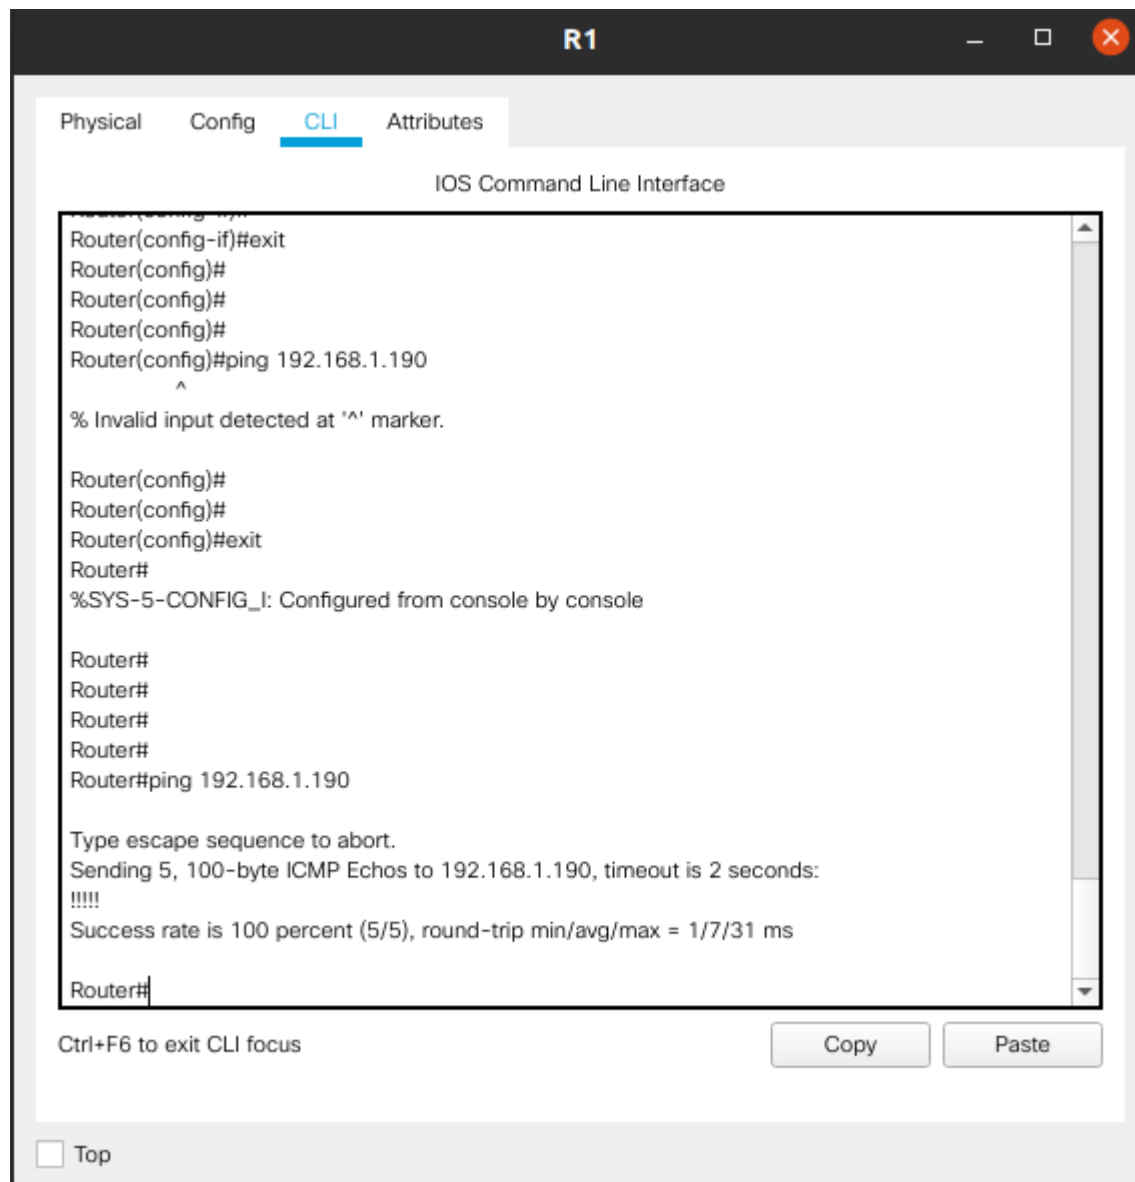 R1
Physical Config CLI Attributes
IOS Command Line Interface
Router(config-if)#exit
Router(config)#
Router(config)#
Router(config)#
Router(config)#ping 192.168.1.190
^
% Invalid input detected at '^' marker.
Router(config)#
Router(config)#
Router(config)#exit
Router#
%SYS-5-CONFIG_I: Configured from console by console
Router#
Router#
Router#
Router#
Router#ping 192.168.1.190
Type escape sequence to abort.
Sending 5, 100-byte ICMP Echos to 192.168.1.190, timeout is 2 seconds:
!!!!!
Success rate is 100 percent (5/5), round-trip min/avg/max = 1/7/31 ms
Router#
Ctrl+F6 to exit CLI focus Copy Paste
Top